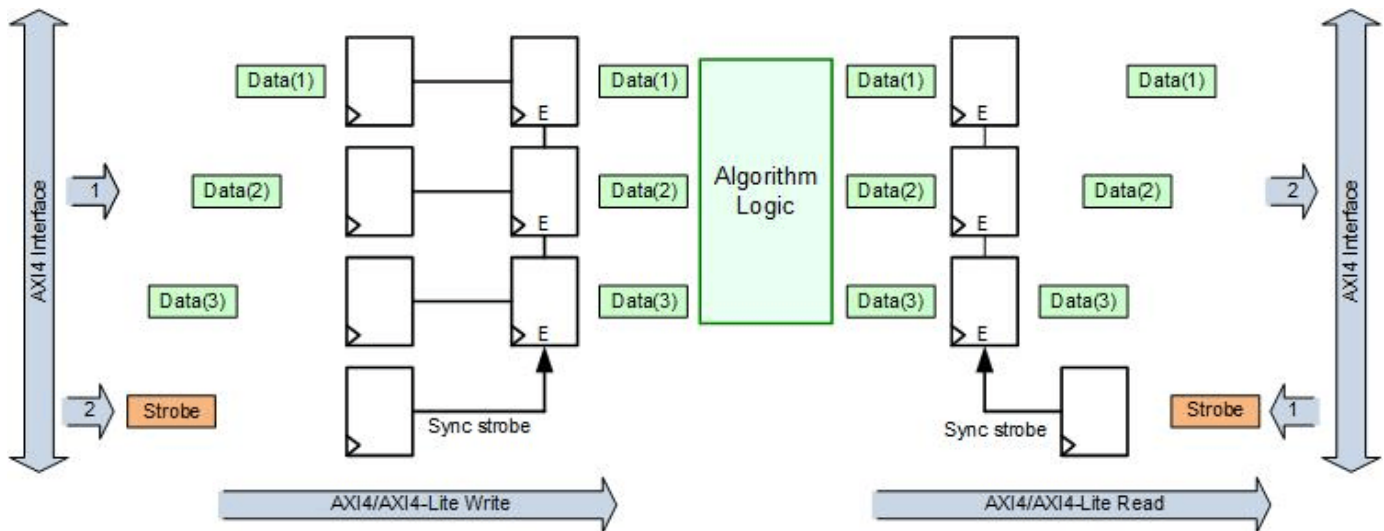 AXI4 Interface
Data(1)
E
Data(1)
Data(1)
E
Data(1)
1
Data(2)
E
Data(2)
Algorithm
Logic
Data(2)
E
Data(2)
2
AXI4 Interface
Data(3)
E
Data(3)
Data(3)
E
Data(3)
2
Strobe
Sync strobe
Sync strobe
Strobe
1
AXI4/AXI4-Lite Write
AXI4/AXI4-Lite Read